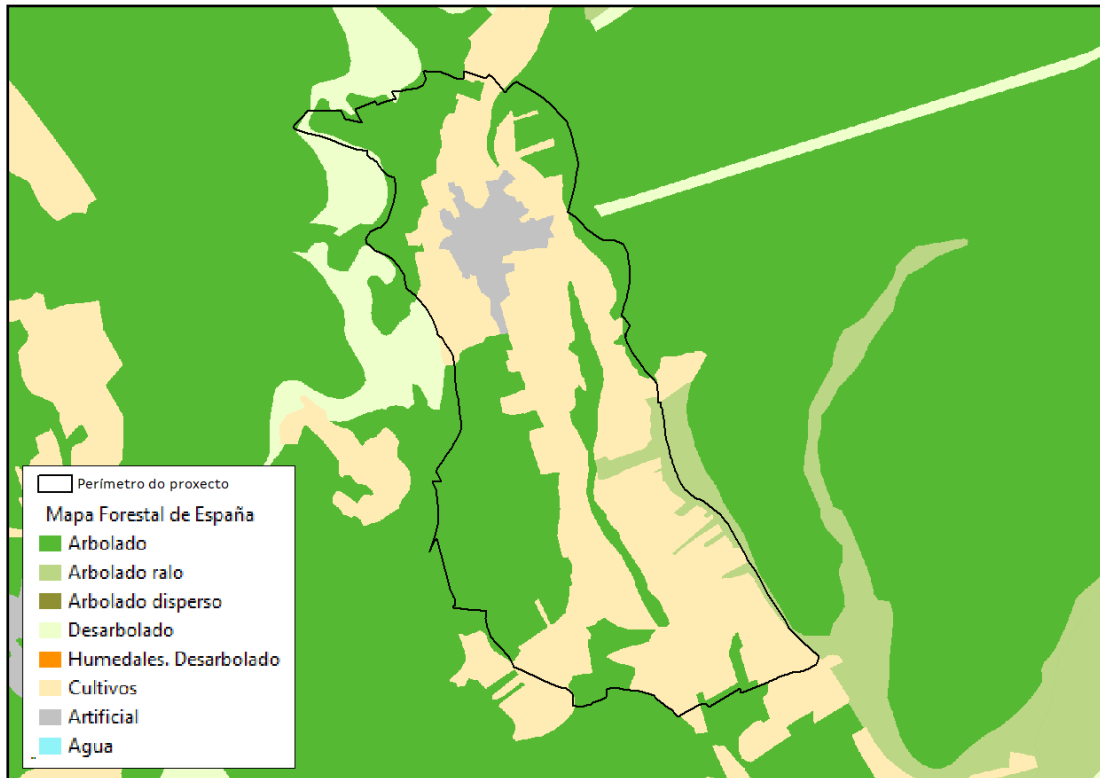 Perímetro do proxecto
Mapa Forestal de España
Arbolado
Arbolado ralo
Arbolado disperso
Desarbolado
Humedales. Desarbolado
Cultivos
Artificial
Agua